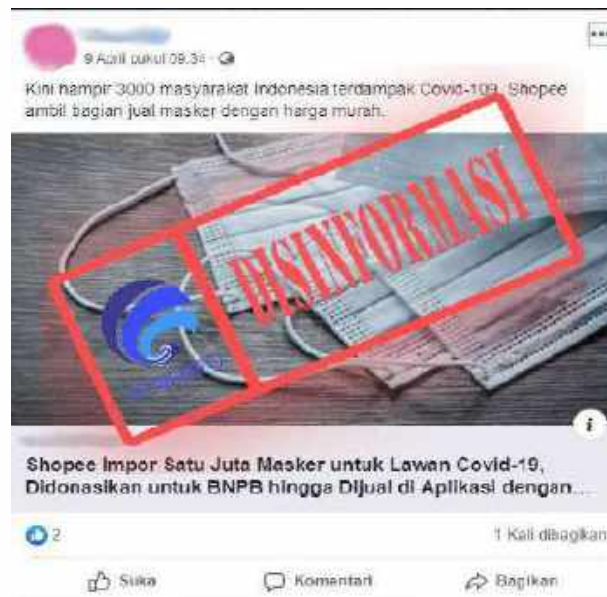 9 April pukul 09.34
Kini hampir 3000 masyarakat Indonesia terdampak Covid-109. Shopee
ambil bagian jual masker dengan harga murah.
DISINFORMASI
Shopee Impor Satu Juta Masker untuk Lawan Covid-19,
Didonasikan untuk BNPB hingga Dijual di Aplikasi dengan...
2
1 Kali dibagikan
Suka
Komentari
Bagikan